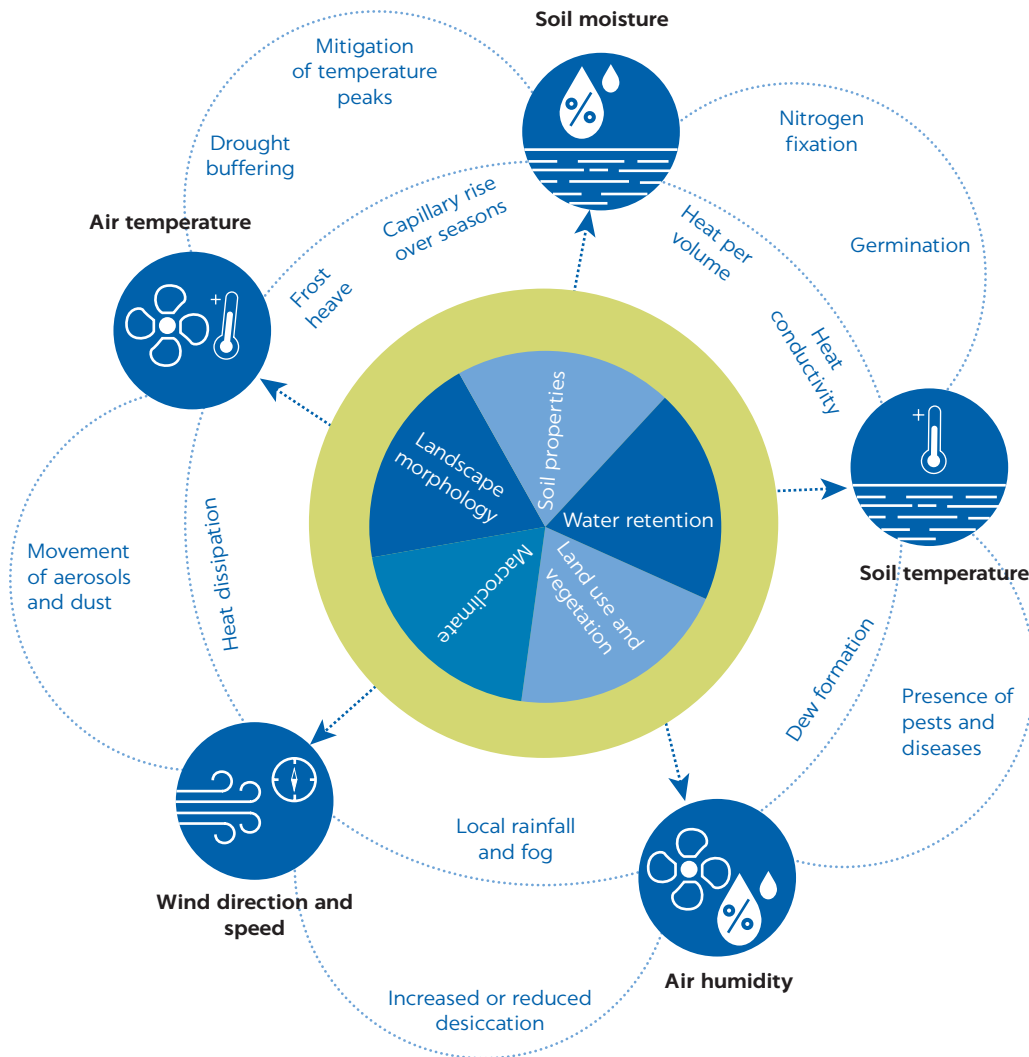 Soil moisture
Mitigation
of temperature
peaks
Nitrogen
fixation
Drought
buffering
Capillary rise
over seasons
Heat per
volume
Air temperature
Germination
Frost
heave
Heat
conductivity
Soil properties
Landscape
morphology
Water retention
Macroclimate
Land use and
vegetation
Movement
of aerosols
and dust
Heat dissipation
Soil temperature
Dew formation
Presence of
pests and
diseases
Local rainfall
and fog
Wind direction and
speed
Air humidity
Increased or reduced
desiccation